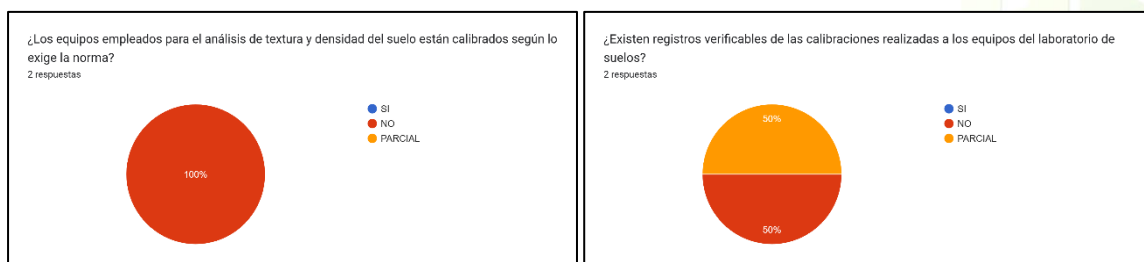 ¿Los equipos empleados para el análisis de textura y densidad del suelo están calibrados según lo
exige la norma?
2 respuestas
SI
NO
PARCIAL
100%
¿Existen registros verificables de las calibraciones realizadas a los equipos del laboratorio de
suelos?
2 respuestas
50%
SI
NO
PARCIAL
50%